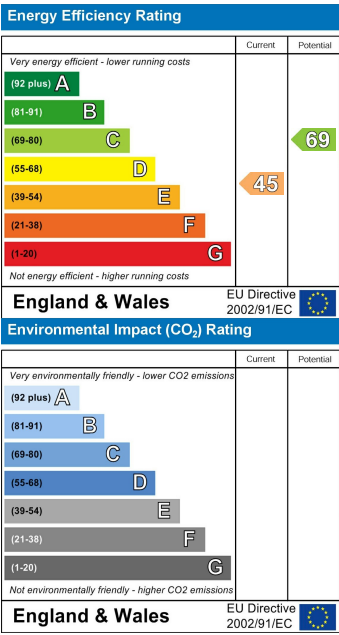 Energy Efficiency Rating
Current Potential
Very energy efficient - lower running costs
(92 plus) A
(81-91) B
(69-80) C
69
(55-68) D
45
(39-54) E
(21-38) F
(1-20) G
Not energy efficient - higher running costs
England & Wales
EU Directive
2002/91/EC
Environmental Impact (CO₂) Rating
Current Potential
Very environmentally friendly - lower CO2 emissions
(92 plus) A
(81-91) B
(69-80) C
(55-68) D
(39-54) E
(21-38) F
(1-20) G
Not environmentally friendly - higher CO2 emissions
England & Wales
EU Directive
2002/91/EC